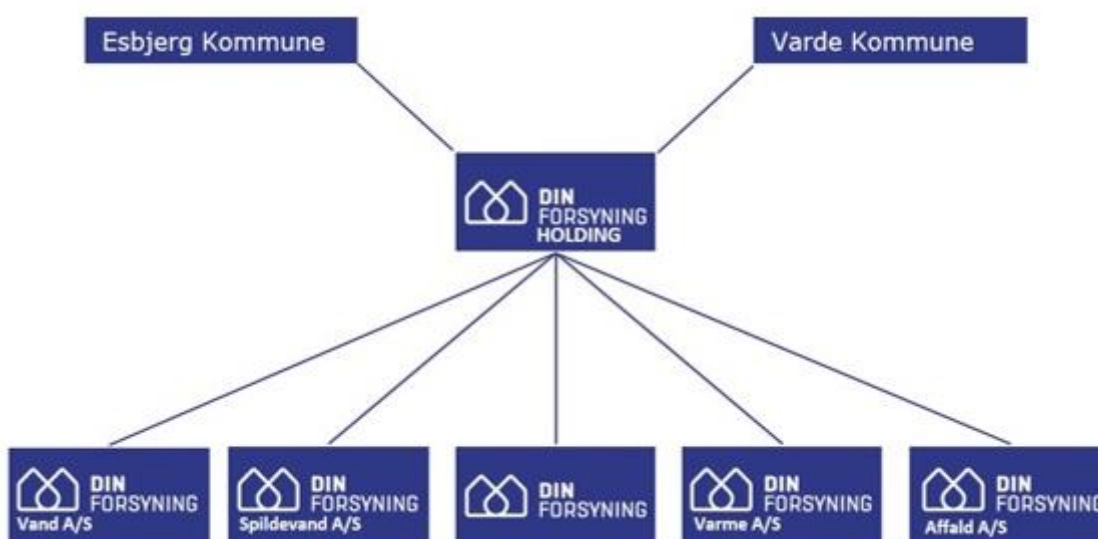 Esbjerg Kommune
Varde Kommune
DIN
FORSYNING
HOLDING
DIN
FORSYNING
Vand A/S
DIN
FORSYNING
Spildevand A/S
DIN
FORSYNING
DIN
FORSYNING
Varme A/S
DIN
FORSYNING
Affald A/S